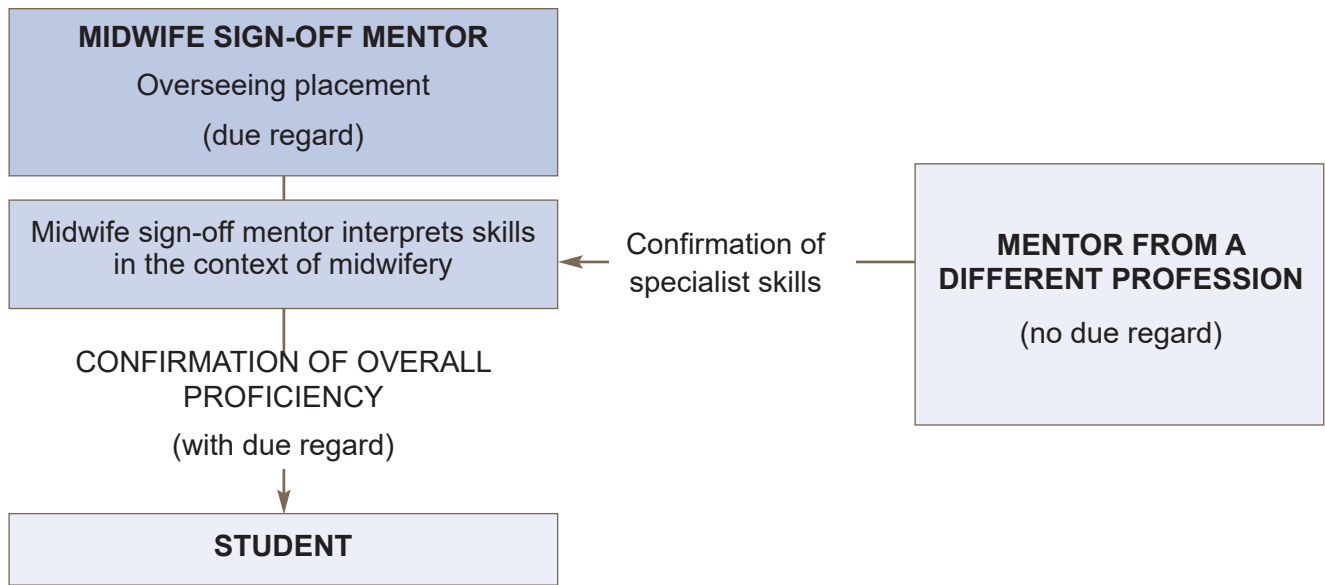 MIDWIFE SIGN-OFF MENTOR
Overseeing placement
(due regard)
Midwife sign-off mentor interprets skills
in the context of midwifery
Confirmation of
specialist skills
MENTOR FROM A
DIFFERENT PROFESSION
(no due regard)
CONFIRMATION OF OVERALL
PROFICIENCY
(with due regard)
STUDENT